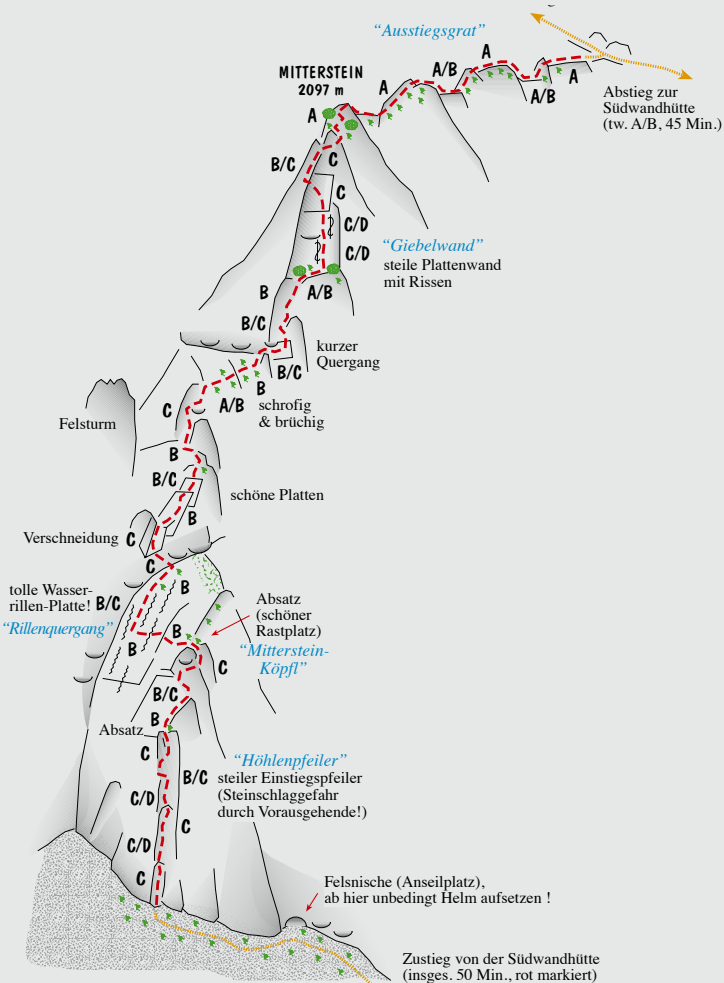 “Ausstiegsgrat”
A
A/B
MITTERSTEIN
2097 m
A
A/B
A
Abstieg zur
Südwandhütte
(tw. A/B, 45 Min.)
A
B/C
C
C
C/D
“Giebelwand”
C/D
steile Plattenwand
mit Rissen
B
A/B
B/C
kurzer
Quergang
B/C
B
A/B
schrofig
& brüchig
C
Felsturm
B
B/C
schöne Platten
B
Verschneidung
C
C
B
tolle Wasser-
rillen-Platte!
B/C
Absatz
(schöner
Rastplatz)
“Rillenquergang”
B
B
“Mitterstein-
Köpfl”
C
B/C
B
Absatz
C
“Höhlenpfeiler”
B/C
steiler Einstiegspfeiler
(Steinschlaggefahr
durch Vorausgehende!)
C/D
C
C/D
C
Felsnische (Anseilplatz),
ab hier unbedingt Helm aufsetzen !
Zustieg von der Südwandhütte
(insges. 50 Min., rot markiert)